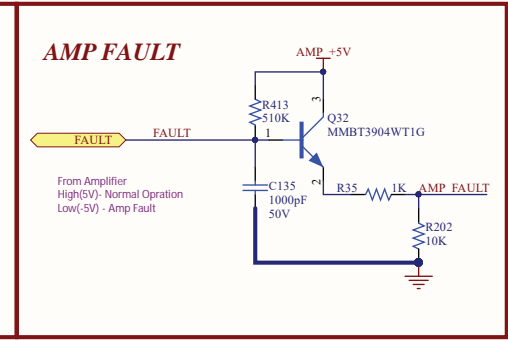 AMP FAULT
AMP +5V
R413
510K
3
Q32
MMBT3904WT1G
FAULT
FAULT
1
2
From Amplifier
High(5V)- Normal Opration
Low(-5V) - Amp Fault
C135
1000pF
50V
R35
1K
AMP FAULT
R202
10K